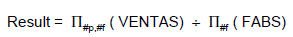 Result = Π#p,#f ( VENTAS) ÷ Π#f ( FABS)